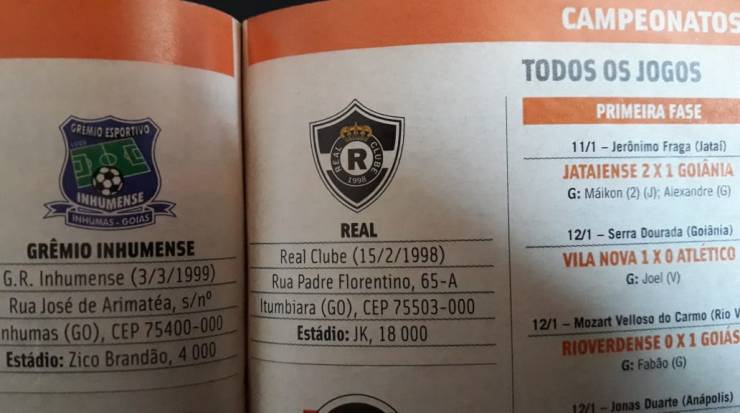 GREMIO ESPORTIVO
INHUMENSE
INHUMAS - GOIAS
GRÊMIO INHUMENSE
G.R. Inhumense (3/3/1999)
Rua José de Arimatéa, s/nº
nhumas (GO), CEP 75400-000
Estádio: Zico Brandão, 4 000
REAL CLUBE
R
1998
REAL
Real Clube (15/2/1998)
Rua Padre Florentino, 65-A
Itumbiara (GO), CEP 75503-000
Estádio: JK, 18 000
CAMPEONATOS
TODOS OS JOGOS
PRIMEIRA FASE
11/1 – Jerônimo Fraga (Jataí)
JATAIENSE 2 X 1 GOIÂNIA
G: Máikon (2) (J); Alexandre (G)
12/1 – Serra Dourada (Goiânia)
VILA NOVA 1 X 0 ATLÉTICO
G: Joel (V)
12/1 – Mozart Velloso do Carmo (Rio V
RIOVERDENSE 0 X 1 GOIÁS
G: Fabão (G)
12/1 – Jonas Duarte (Anápolis)